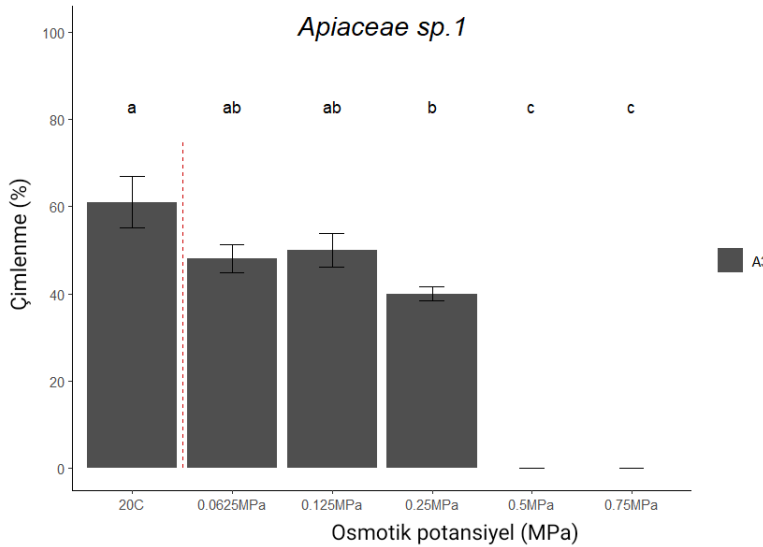 Apiaceae sp.1
100
80
60
40
20
0
a ab ab b c c
Çimlenme (%)
20C 0.0625MPa 0.125MPa 0.25MPa 0.5MPa 0.75MPa
Osmotik potansiyel (MPa)